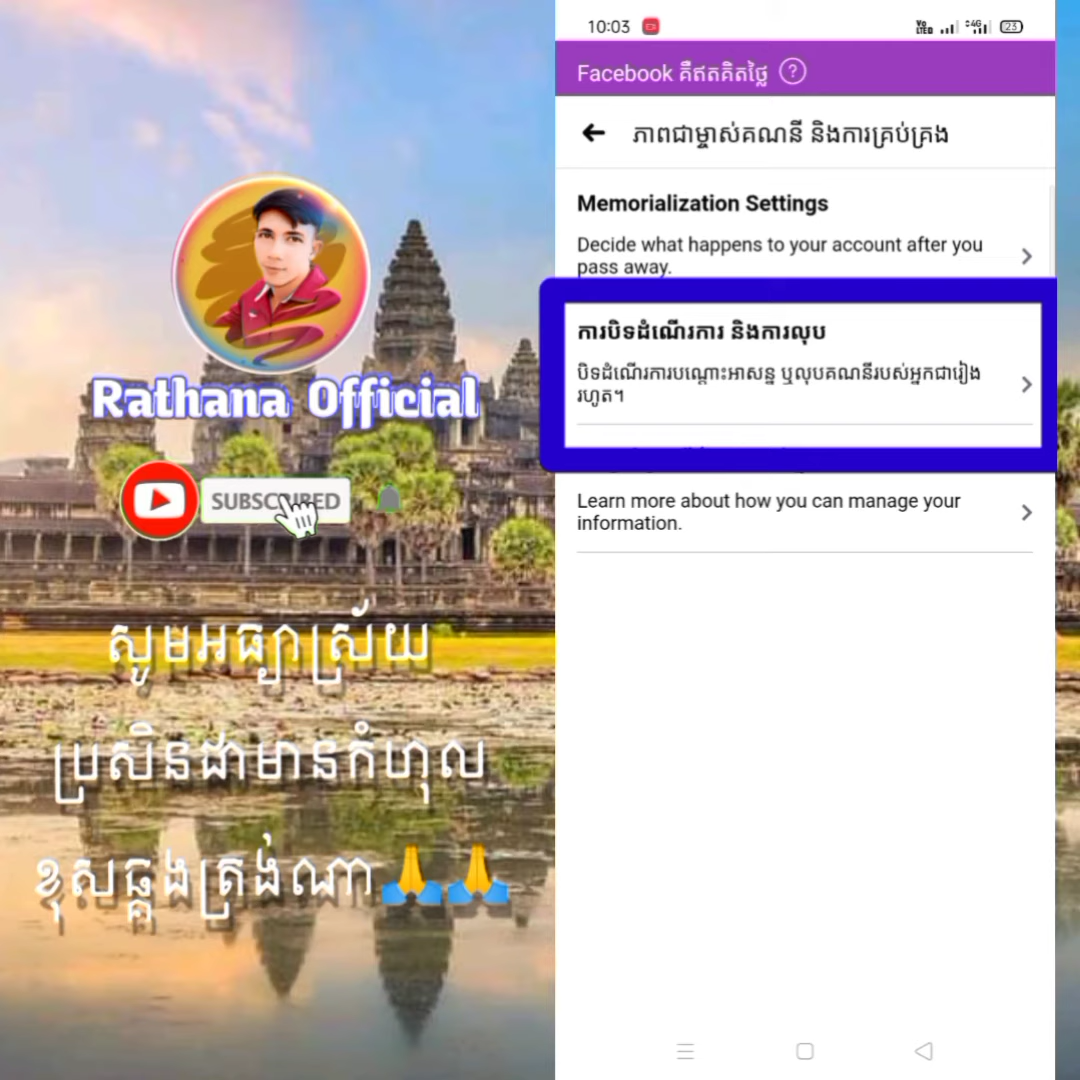 Rathana Official
SUBSCRIBED
សូមអធ្យាស្រ័យ
ប្រសិនជាមានកំហុល
ខុសឆ្គងត្រង់ណា🙏🙏
10:03
Vo LTE 4G 23
Facebook គឺឥតគិតថ្លៃ ?
ភាពជាម្ចាស់គណនី និងការគ្រប់គ្រង
Memorialization Settings
Decide what happens to your account after you
pass away.
ការបិទដំណើរការ និងការលុប
បិទដំណើរការបណ្ដោះអាសន្ន ឬលុបគណនីរបស់អ្នកជារៀង
រហូត។
Learn more about how you can manage your
information.